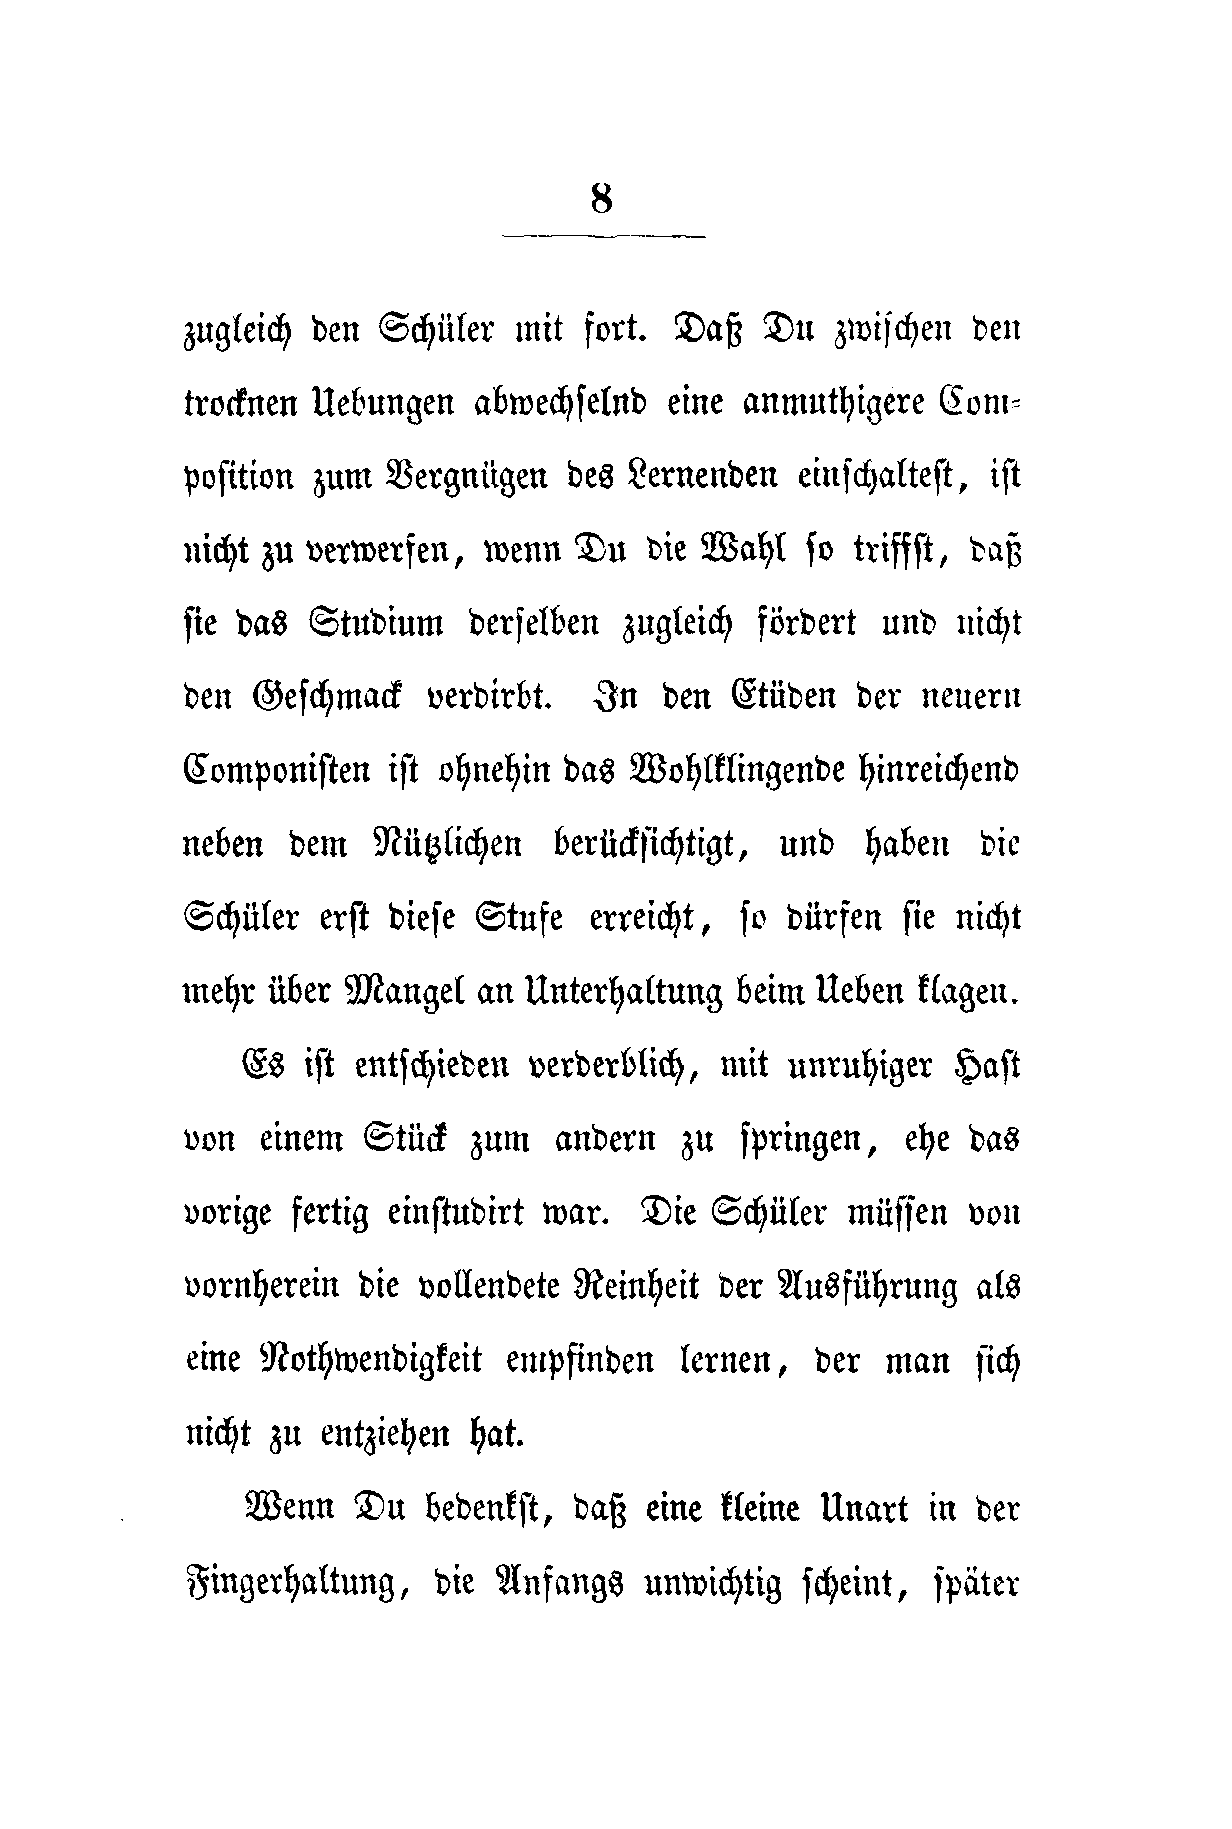 8
zugleich den Schüler mit fort. Daß Du zwischen den
trocknen Uebungen abwechselnd eine anmuthigere Com-
position zum Vergnügen des Lernenden einschaltest, ist
nicht zu verwerfen, wenn Du die Wahl so triffst, daß
sie das Studium derselben zugleich fördert und nicht
den Geschmack verdirbt. In den Etüden der neuern
Componisten ist ohnehin das Wohlklingende hinreichend
neben dem Nützlichen berücksichtigt, und haben die
Schüler erst diese Stufe erreicht, so dürfen sie nicht
mehr über Mangel an Unterhaltung beim Ueben klagen.
Es ist entschieden verderblich, mit unruhiger Hast
von einem Stück zum andern zu springen, ehe das
vorige fertig einstudirt war. Die Schüler müssen von
vornherein die vollendete Reinheit der Ausführung als
eine Nothwendigkeit empfinden lernen, der man sich
nicht zu entziehen hat.
Wenn Du bedenkst, daß eine kleine Unart in der
Fingerhaltung, die Anfangs unwichtig scheint, später